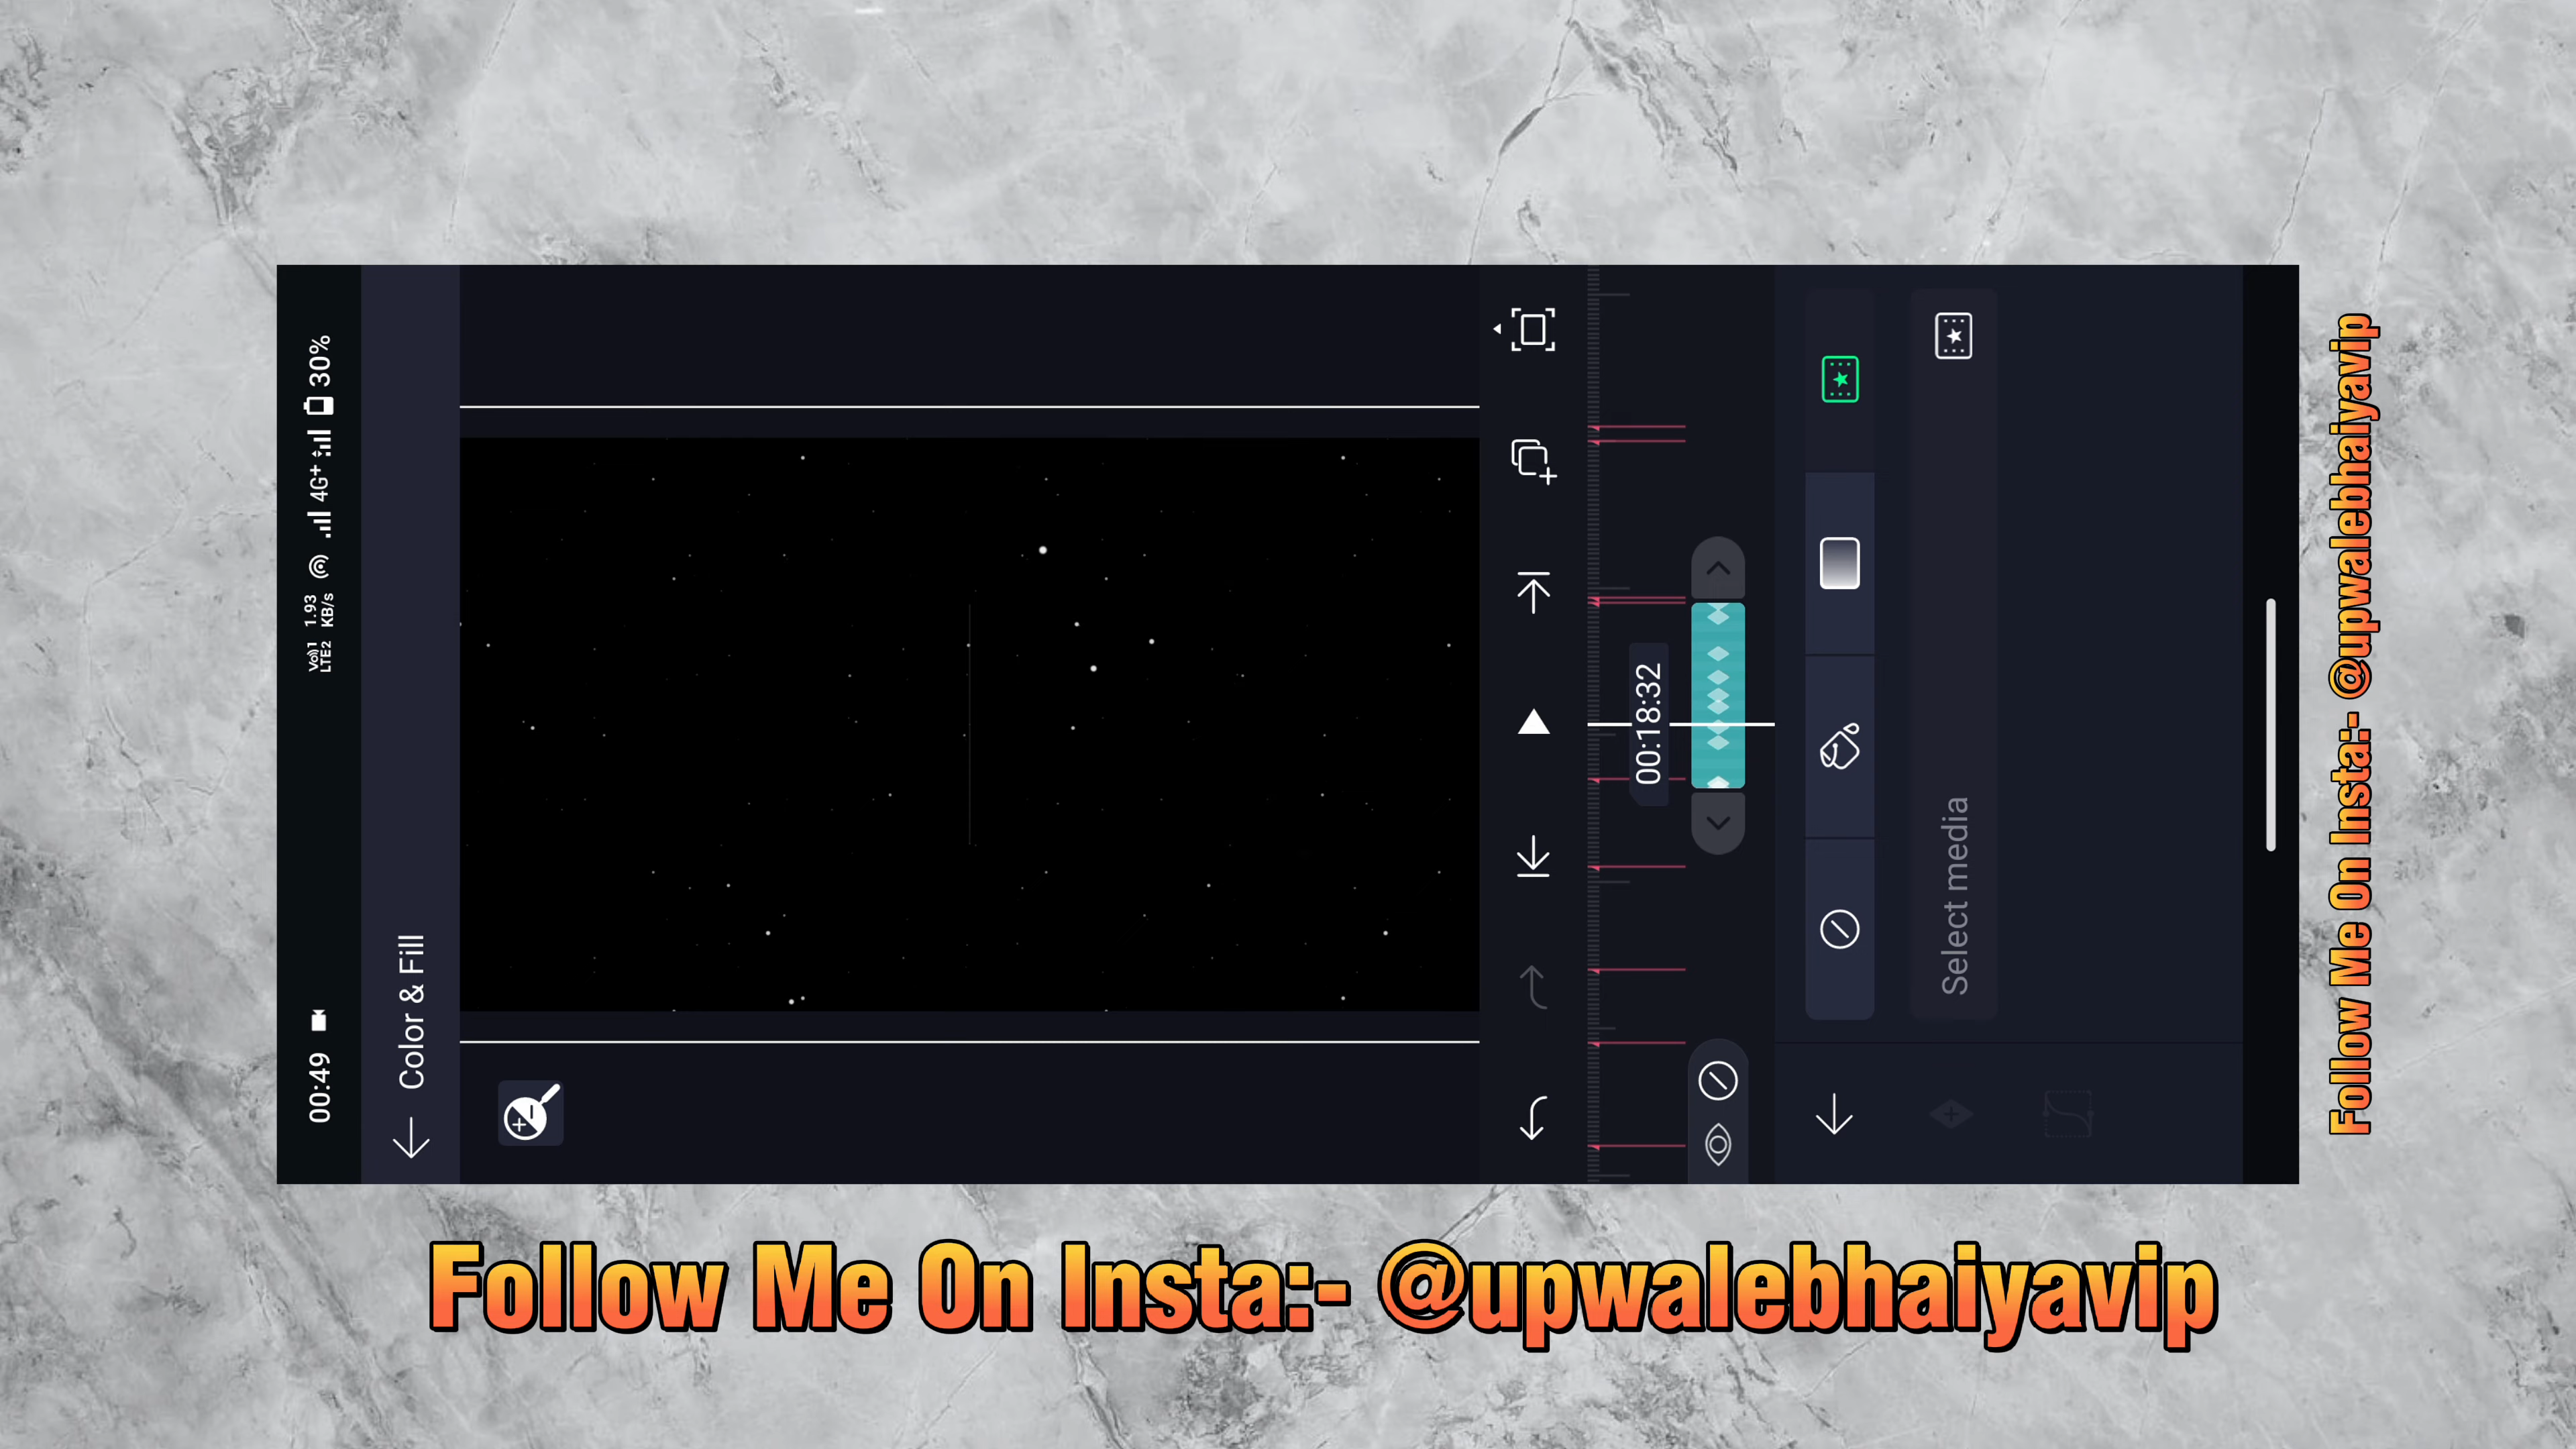 00:49
Vo)) 1
LTE2
1.93
KB/s
4G+
30%
Color & Fill
00:18:32
Select media
Follow Me On Insta:- @upwalebhaiyavip
Follow Me On Insta:- @upwalebhaiyavip